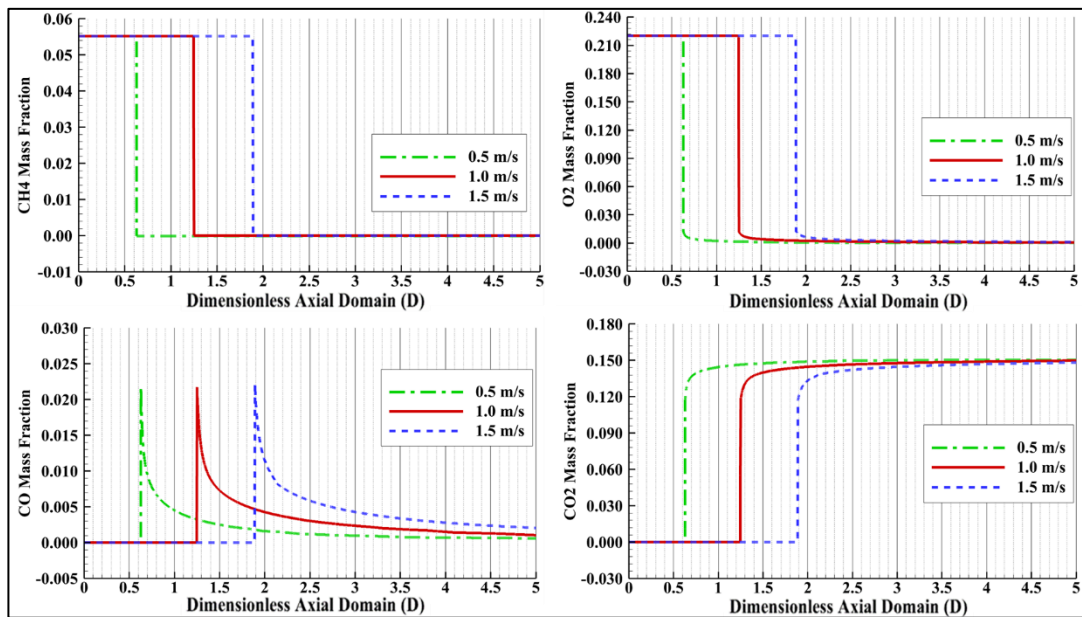 0.06
0.05
0.04
0.03
0.02
0.01
0.00
-0.01
CH4 Mass Fraction
0.5 m/s
1.0 m/s
1.5 m/s
0 0.5 1 1.5 2 2.5 3 3.5 4 4.5 5
Dimensionless Axial Domain (D)
0.240
0.210
0.180
0.150
0.120
0.090
0.060
0.030
0.000
-0.030
O2 Mass Fraction
0.5 m/s
1.0 m/s
1.5 m/s
0 0.5 1 1.5 2 2.5 3 3.5 4 4.5 5
Dimensionless Axial Domain (D)
0.030
0.025
0.020
0.015
0.010
0.005
0.000
-0.005
CO Mass Fraction
0.5 m/s
1.0 m/s
1.5 m/s
0 0.5 1 1.5 2 2.5 3 3.5 4 4.5 5
Dimensionless Axial Domain (D)
0.180
0.150
0.120
0.090
0.060
0.030
0.000
-0.030
CO2 Mass Fraction
0.5 m/s
1.0 m/s
1.5 m/s
0 0.5 1 1.5 2 2.5 3 3.5 4 4.5 5
Dimensionless Axial Domain (D)